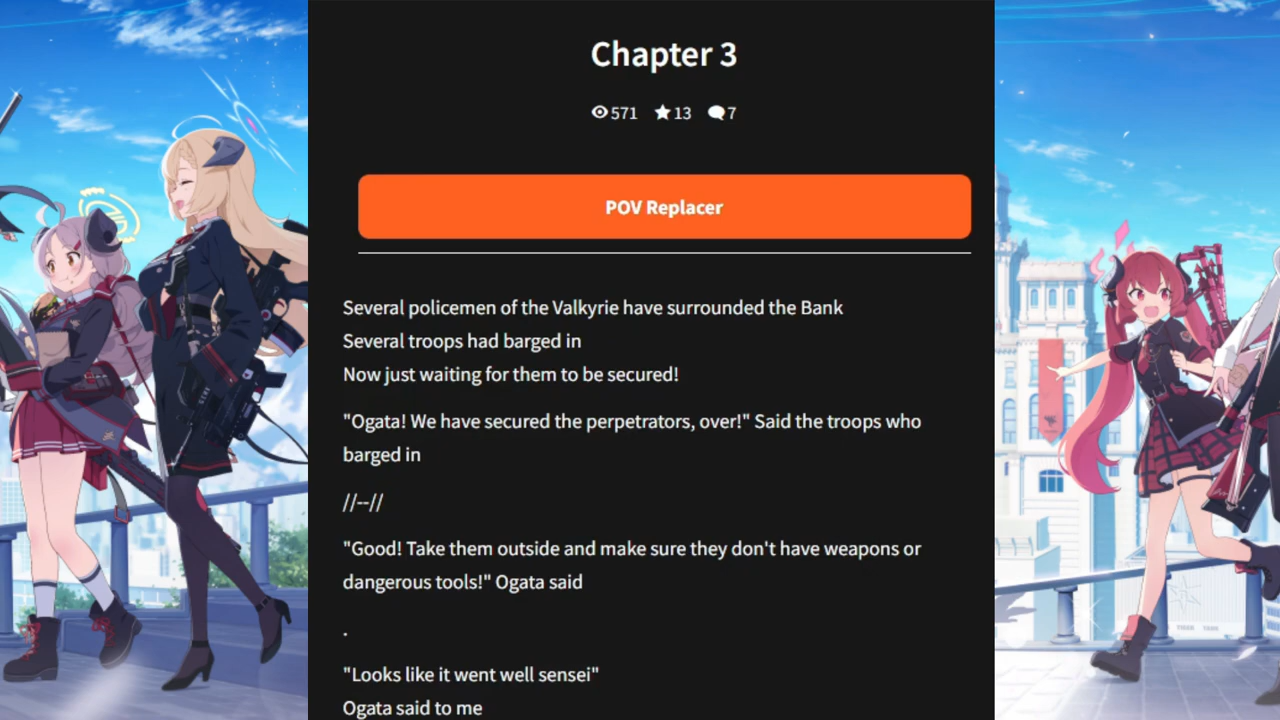 Chapter 3
571 13 7
POV Replacer
Several policemen of the Valkyrie have surrounded the Bank
Several troops had barged in
Now just waiting for them to be secured!
"Ogata! We have secured the perpetrators, over!" Said the troops who
barged in
//--//
"Good! Take them outside and make sure they don't have weapons or
dangerous tools!" Ogata said
.
"Looks like it went well sensei"
Ogata said to me